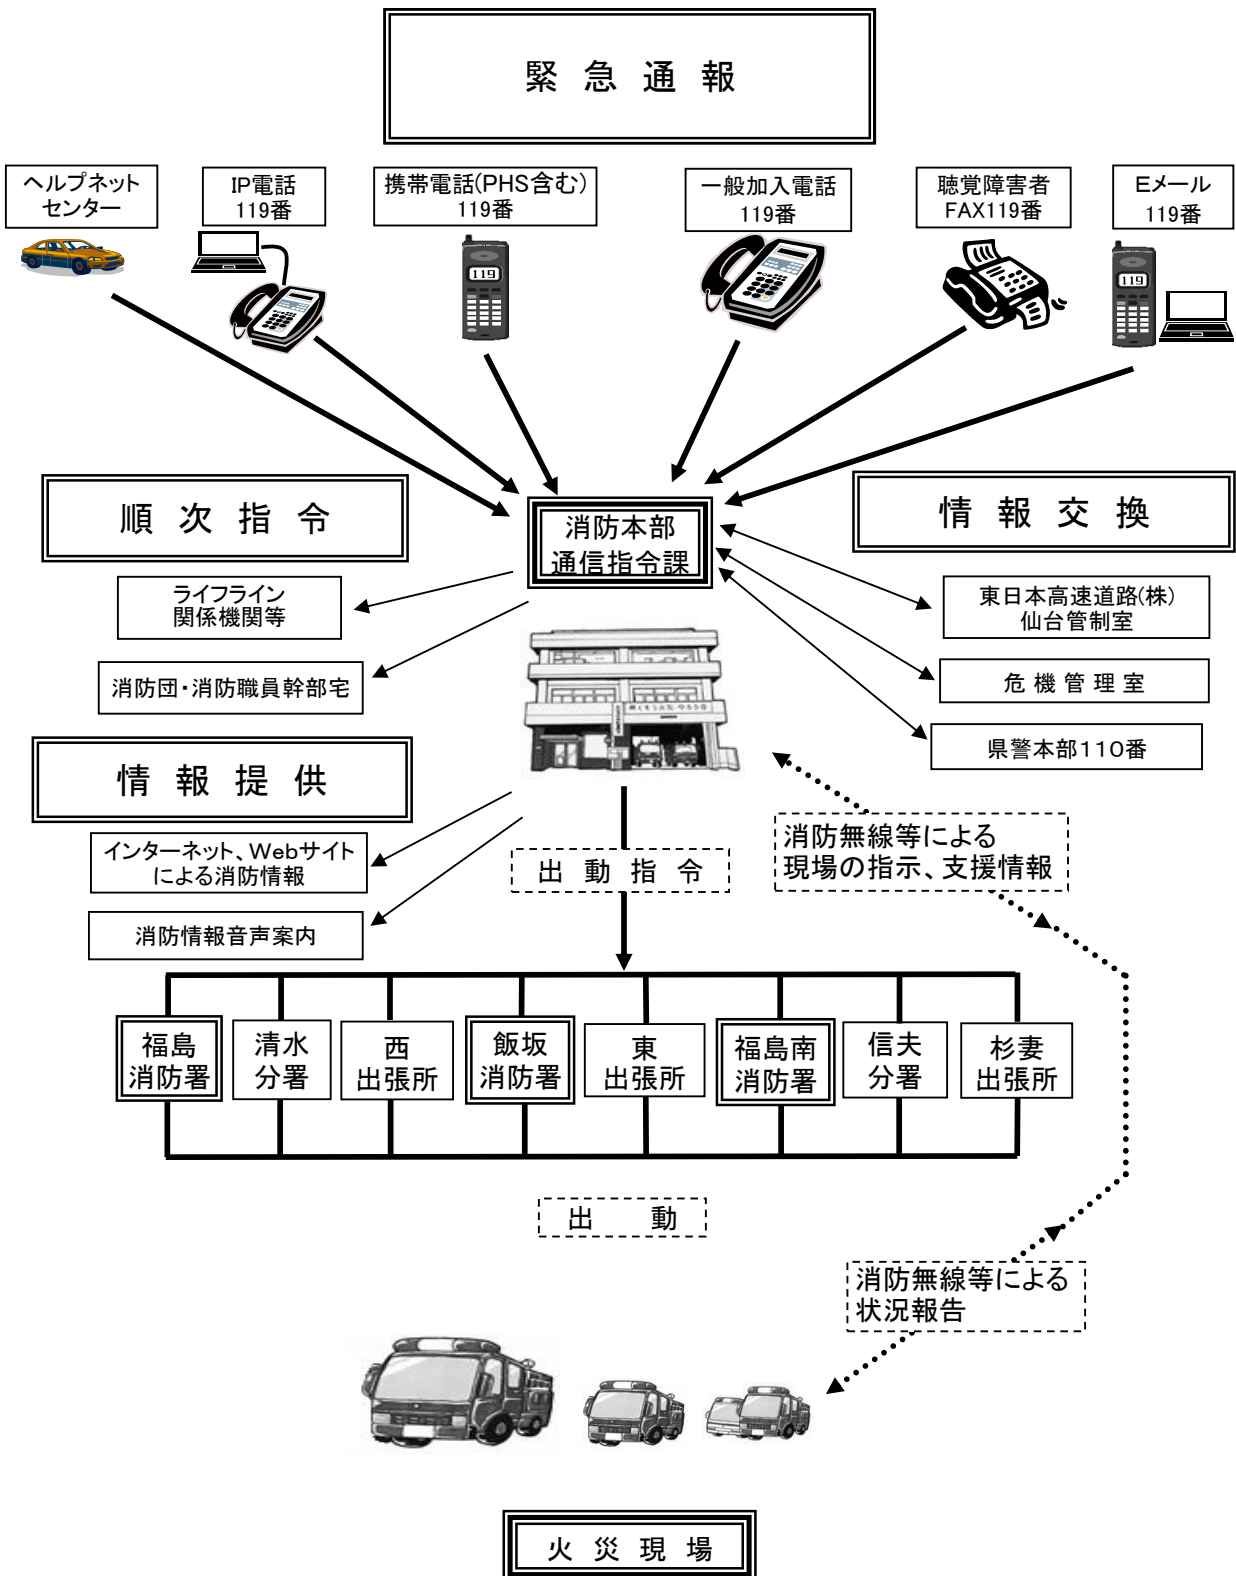 緊急通報
ヘルプネット
センター
IP電話
119番
携帯電話(PHS含む)
119番
一般加入電話
119番
聴覚障害者
FAX119番
Eメール
119番
119
119
順次指令
消防本部
通信指令課
情報交換
ライフライン
関係機関等
東日本高速道路(株)
仙台管制室
消防団・消防職員幹部宅
危機管理室
県警本部110番
情報提供
インターネット、Webサイト
による消防情報
消防情報音声案内
出動指令
消防無線等による
現場の指示、支援情報
福島
消防署
清水
分署
西
出張所
飯坂
消防署
東
出張所
福島南
消防署
信夫
分署
杉妻
出張所
出動
消防無線等による
状況報告
火災現場